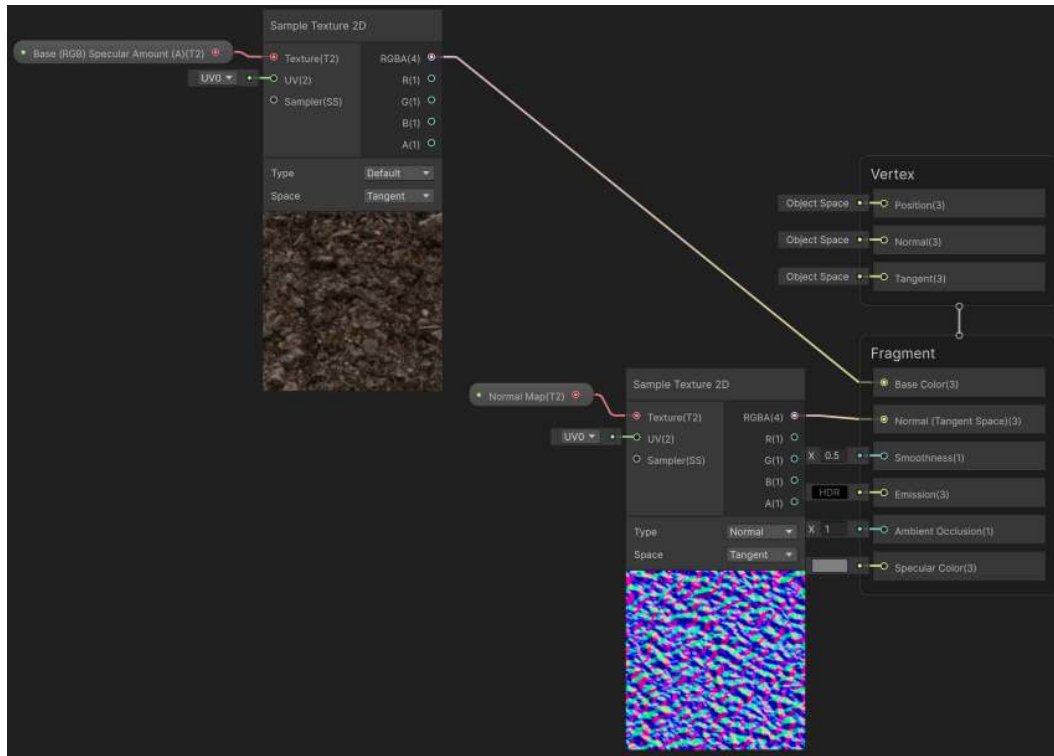 Sample Texture 2D
Base (RGB) Specular Amount (A)(T2)
Texture(T2)
RGBA(4)
UV0
UV(2)
R(1)
Sampler(SS)
G(1)
B(1)
A(1)
Type
Default
Space
Tangent
Vertex
Object Space
Position(3)
Object Space
Normal(3)
Object Space
Tangent(3)
Fragment
Base Color(3)
Normal (Tangent Space)(3)
X 0.5
Smoothness(1)
HDR
Emission(3)
X 1
Ambient Occlusion(1)
Specular Color(3)
Sample Texture 2D
Normal Map(T2)
Texture(T2)
RGBA(4)
UV0
UV(2)
R(1)
Sampler(SS)
G(1)
B(1)
A(1)
Type
Normal
Space
Tangent